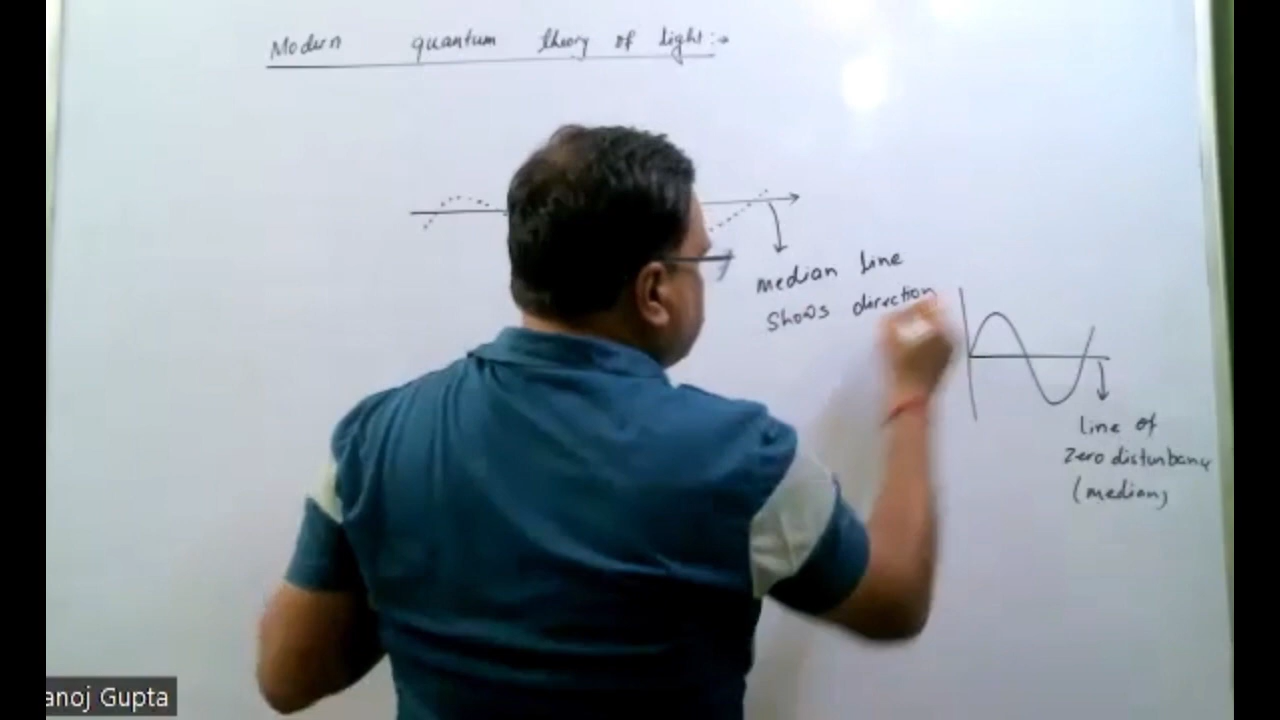 Modern quantum theory of light:→
median line
shows direction
line of
Zero disturbance
(median)
anoj Gupta